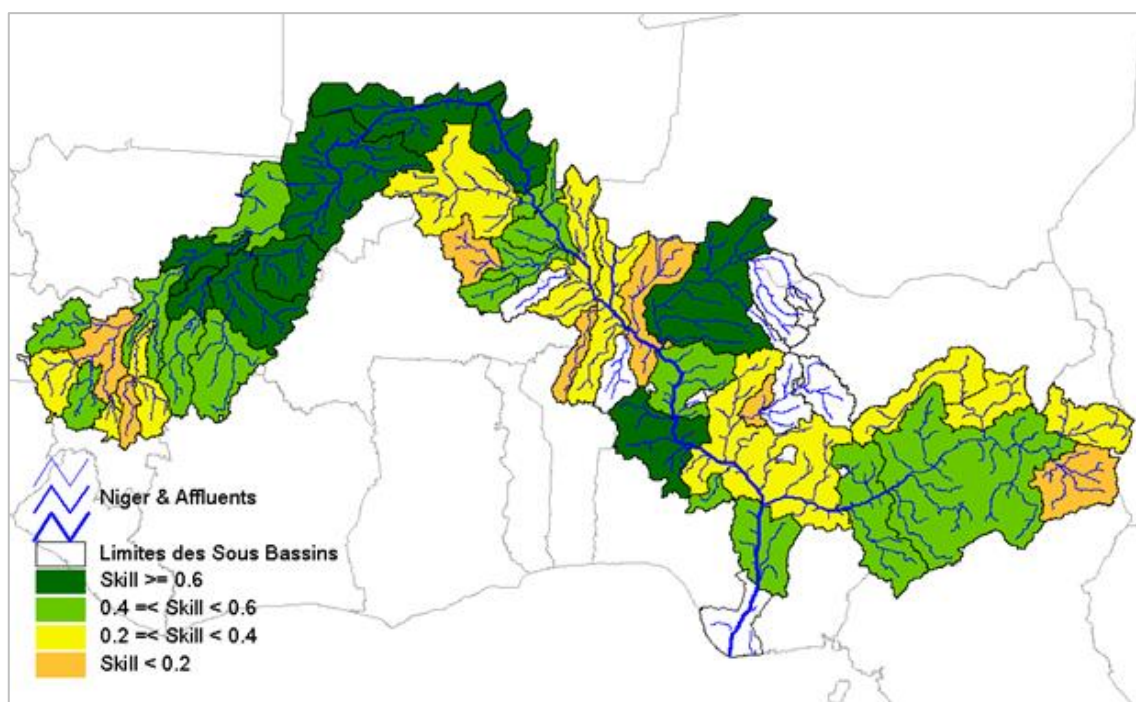 Niger & Affluents
Limites des Sous Bassins
Skill >= 0.6
0.4 =< Skill < 0.6
0.2 =< Skill < 0.4
Skill < 0.2